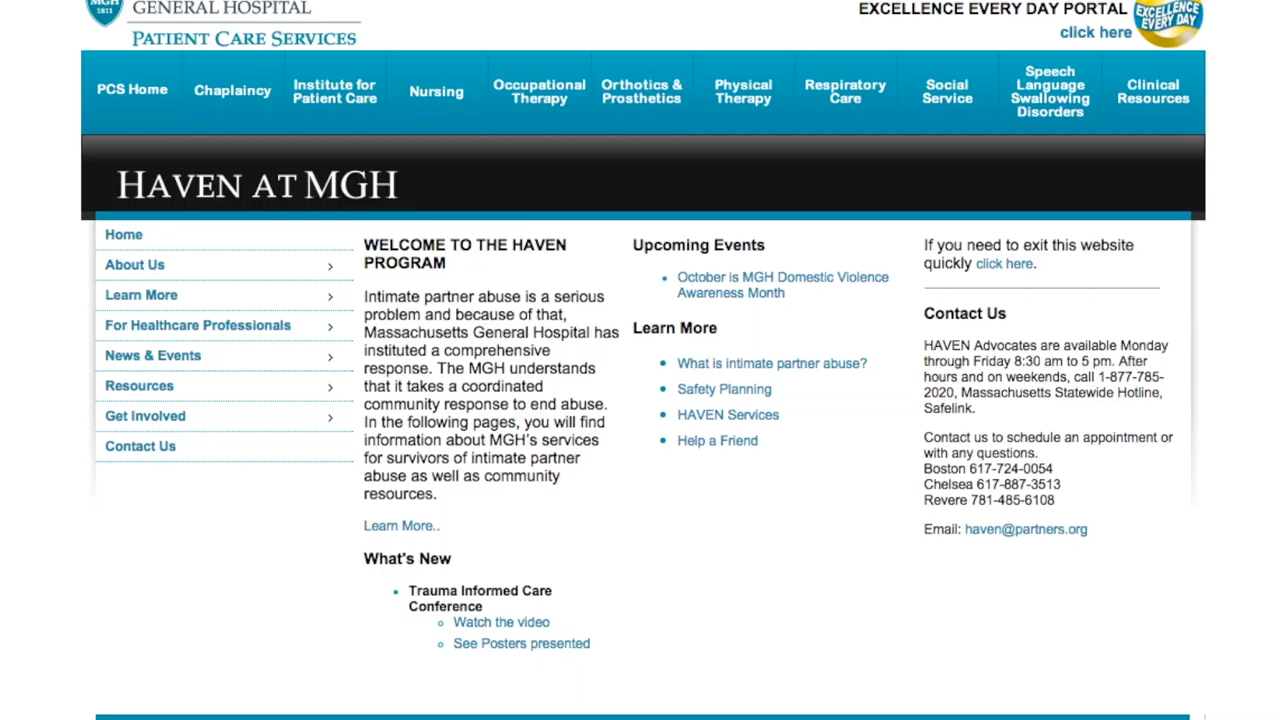 MGH
1811
GENERAL HOSPITAL
PATIENT CARE SERVICES
EXCELLENCE EVERY DAY PORTAL
click here
EXCELLENCE
EVERY DAY
PCS Home
Chaplaincy
Institute for
Patient Care
Nursing
Occupational
Therapy
Orthotics &
Prosthetics
Physical
Therapy
Respiratory
Care
Social
Service
Speech
Language
Swallowing
Disorders
Clinical
Resources
HAVEN AT MGH
Home
About Us
Learn More
For Healthcare Professionals
News & Events
Resources
Get Involved
Contact Us
WELCOME TO THE HAVEN
PROGRAM
Intimate partner abuse is a serious
problem and because of that,
Massachusetts General Hospital has
instituted a comprehensive
response. The MGH understands
that it takes a coordinated
community response to end abuse.
In the following pages, you will find
information about MGH's services
for survivors of intimate partner
abuse as well as community
resources.
Learn More..
What's New
Trauma Informed Care
Conference
Watch the video
See Posters presented
Upcoming Events
October is MGH Domestic Violence
Awareness Month
Learn More
What is intimate partner abuse?
Safety Planning
HAVEN Services
Help a Friend
If you need to exit this website
quickly click here.
Contact Us
HAVEN Advocates are available Monday
through Friday 8:30 am to 5 pm. After
hours and on weekends, call 1-877-785-
2020, Massachusetts Statewide Hotline,
Safelink.
Contact us to schedule an appointment or
with any questions.
Boston 617-724-0054
Chelsea 617-887-3513
Revere 781-485-6108
Email: haven@partners.org